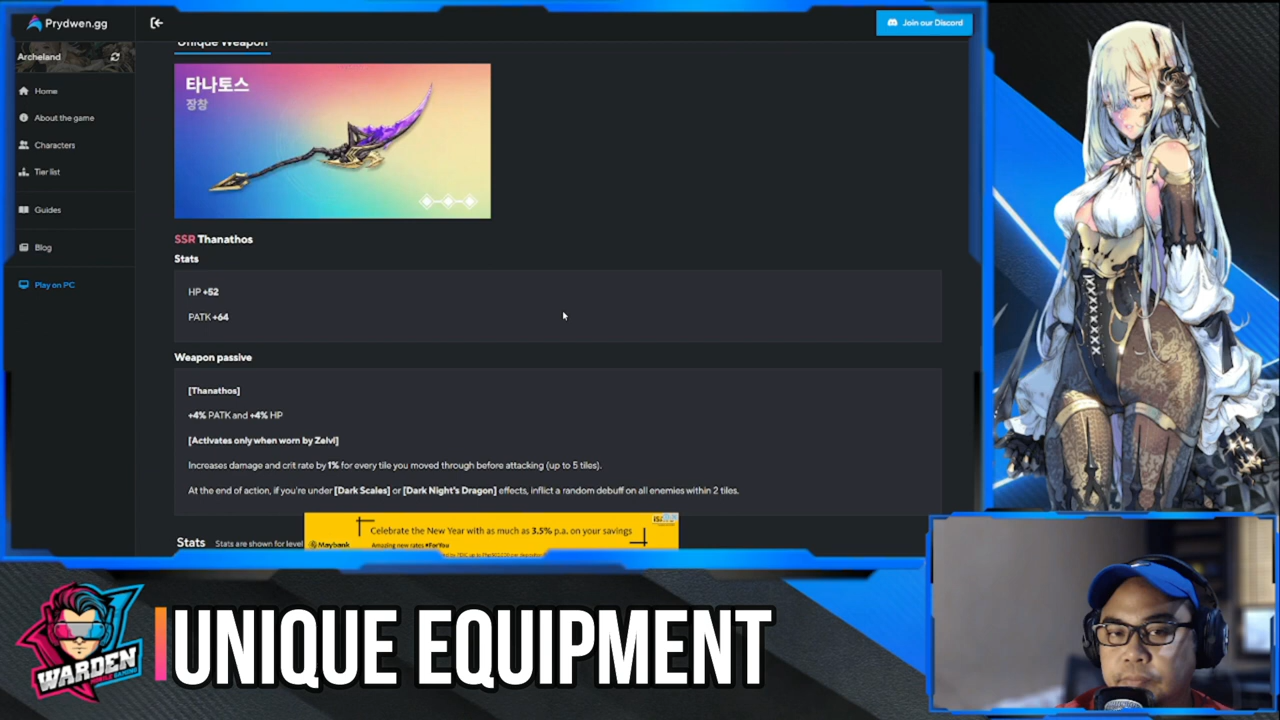 Prydwen.gg
Join our Discord
Archeland
Home
About the game
Characters
Tier list
Guides
Blog
Play on PC
Unique Weapon
타나토스
장창
SSR Thanathos
Stats
HP +52
PATK +64
Weapon passive
[Thanathos]
+4% PATK and +4% HP
[Activates only when worn by Zelvi]
Increases damage and crit rate by 1% for every tile you moved through before attacking (up to 5 tiles).
At the end of action, if you're under [Dark Scales] or [Dark Night's Dragon] effects, inflict a random debuff on all enemies within 2 tiles.
Stats Stats are shown for level
Celebrate the New Year with as much as 3.5% p.a. on your savings
Maybank Amazing new rates #ForYou
WARDEN
MOBILE GAMING
UNIQUE EQUIPMENT